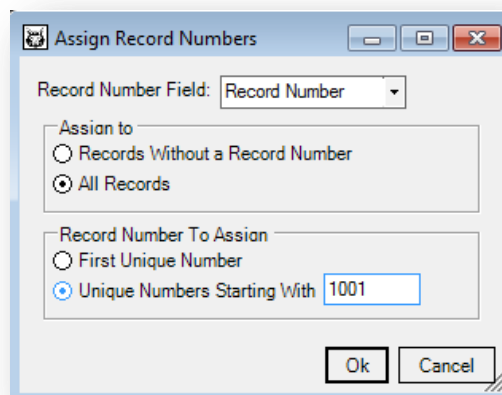 Assign Record Numbers
Record Number Field: Record Number
Assign to
Records Without a Record Number
All Records
Record Number To Assign
First Unique Number
Unique Numbers Starting With 1001
Ok Cancel